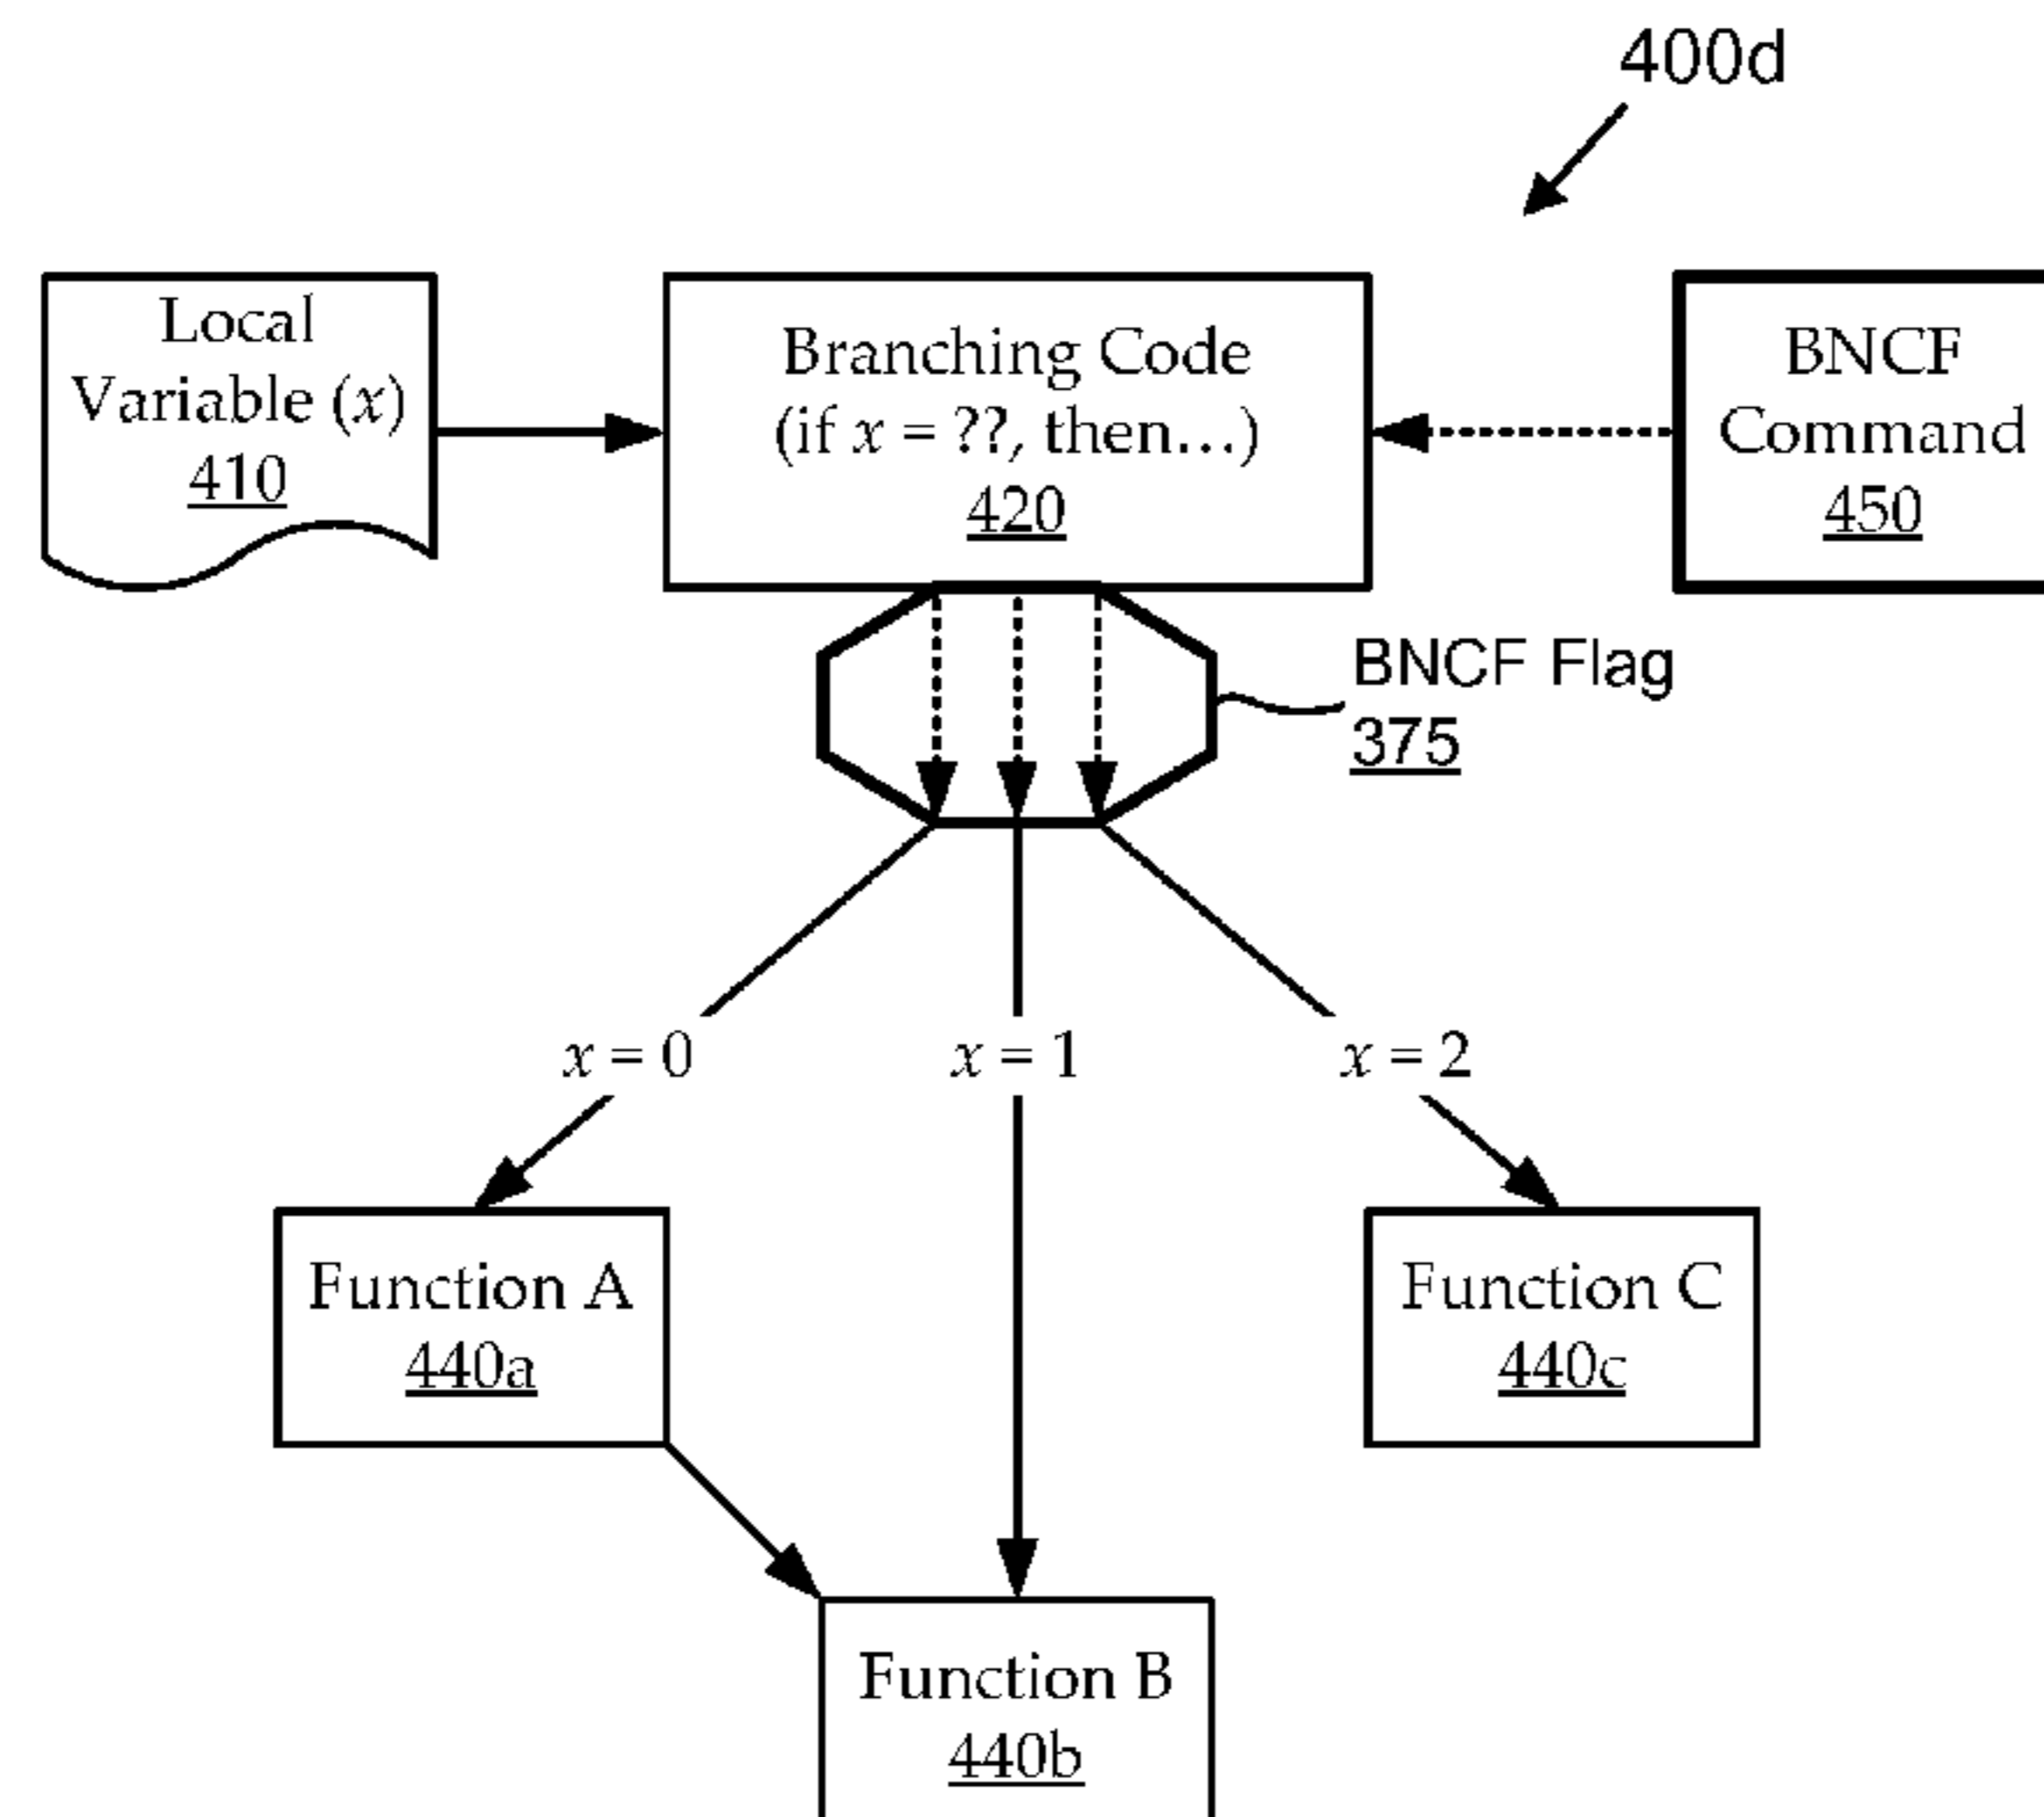 400d
Local
Variable (x)
410
Branching Code
(if x = ??, then...)
420
BNCF
Command
450
BNCF Flag
375
x = 0
x = 1
x = 2
Function A
440a
Function C
440c
Function B
440b